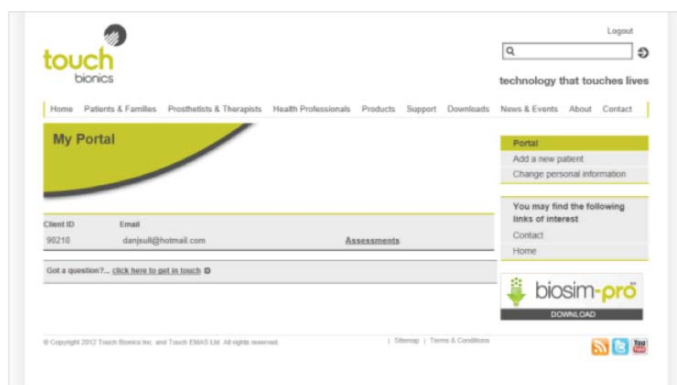 Logout
touch
bionics
technology that touches lives
Home Patients & Families Prosthetists & Therapists Health Professionals Products Support Downloads News & Events About Contact
My Portal
Portal
Add a new patient
Change personal information
You may find the following
links of interest
Contact
Home
Client ID Email
90210 danjsull@hotmail.com Assessments
Got a question?... click here to get in touch
biosim-pro
DOWNLOAD
© Copyright 2012 Touch Bionics Inc. and Touch EMAS Ltd. All rights reserved. | Sitemap | Terms & Conditions
You
Tube